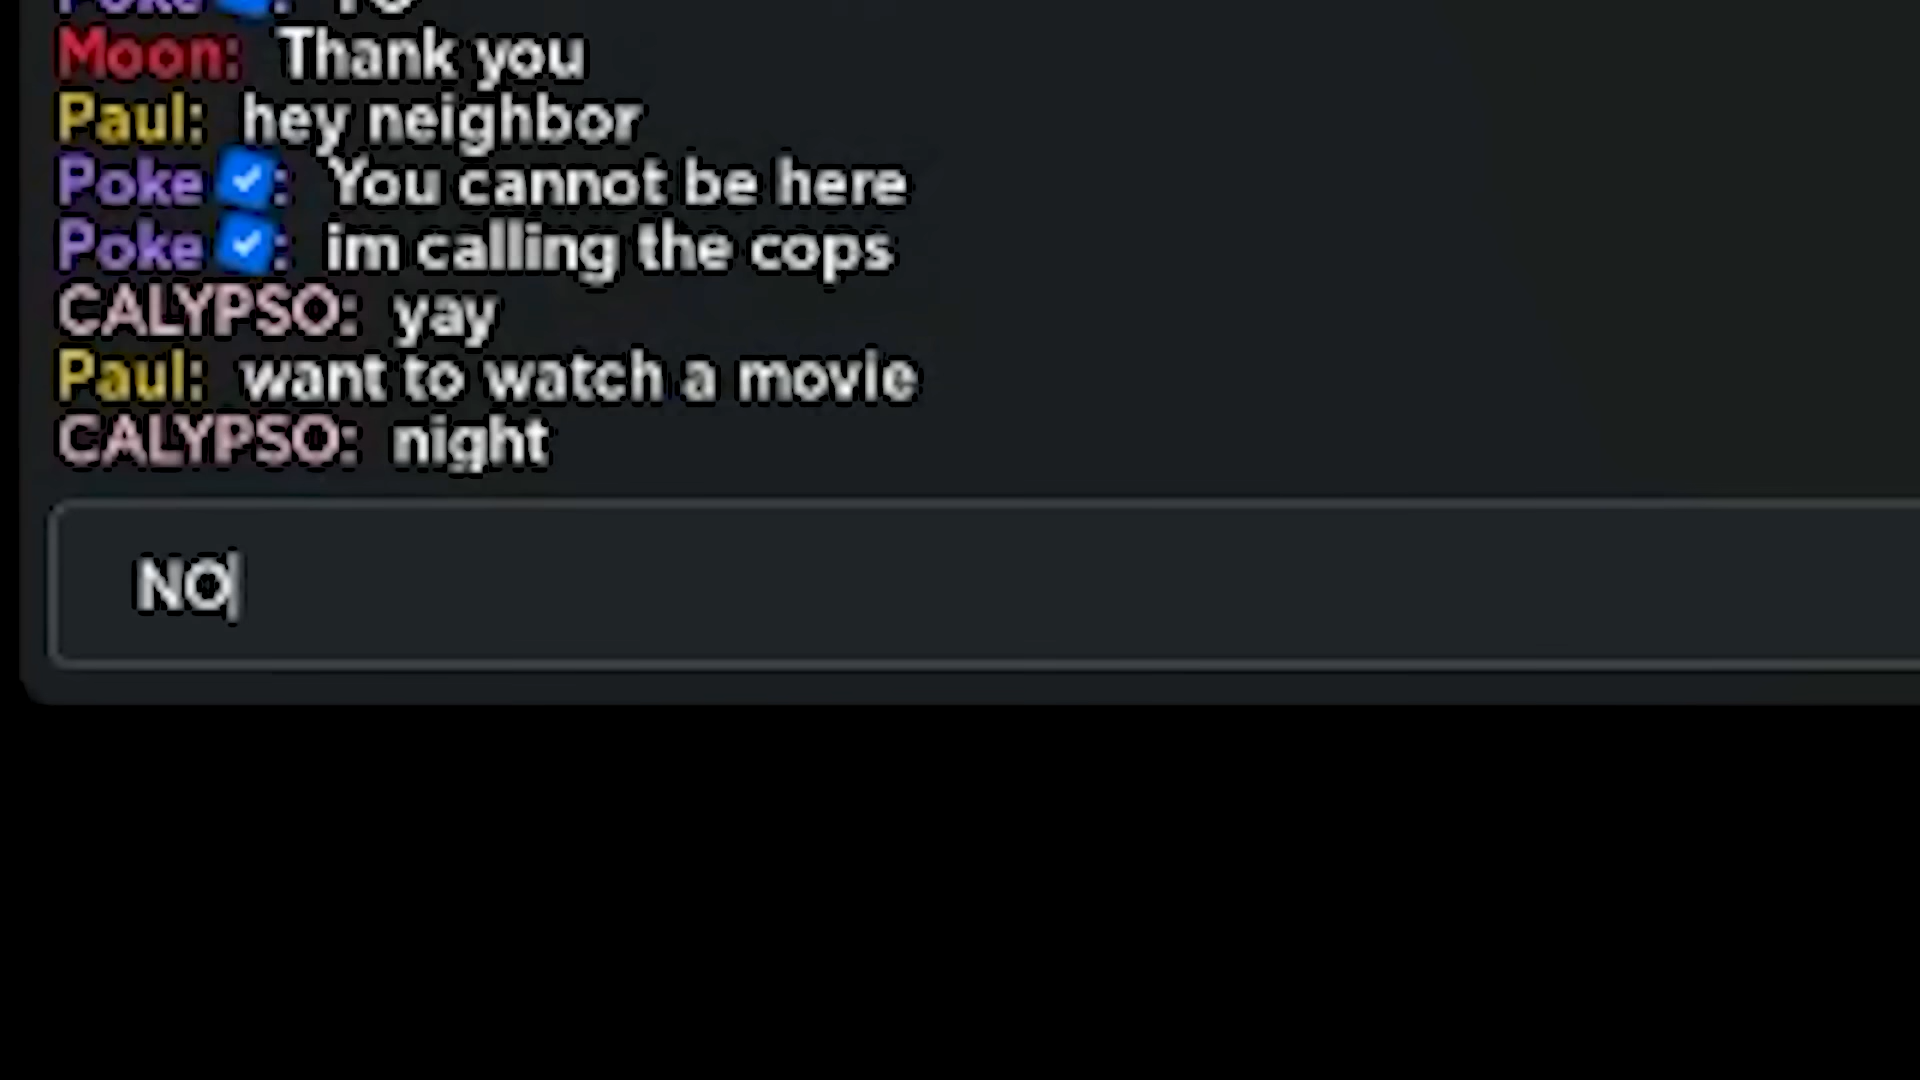 Moon: Thank you
Paul: hey neighbor
Poke: You cannot be here
Poke: im calling the cops
CALYPSO: yay
Paul: want to watch a movie
CALYPSO: night
NO